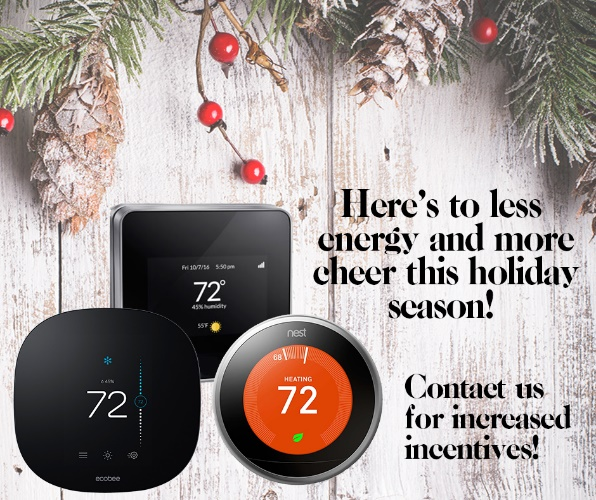 Here's to less
energy and more
cheer this holiday
season!
Fri 10/7/16 5:50 pm
72°
45% humidity
55°F
nest
68
HEATING
72
72
72
ecobee
Contact us
for increased
incentives!